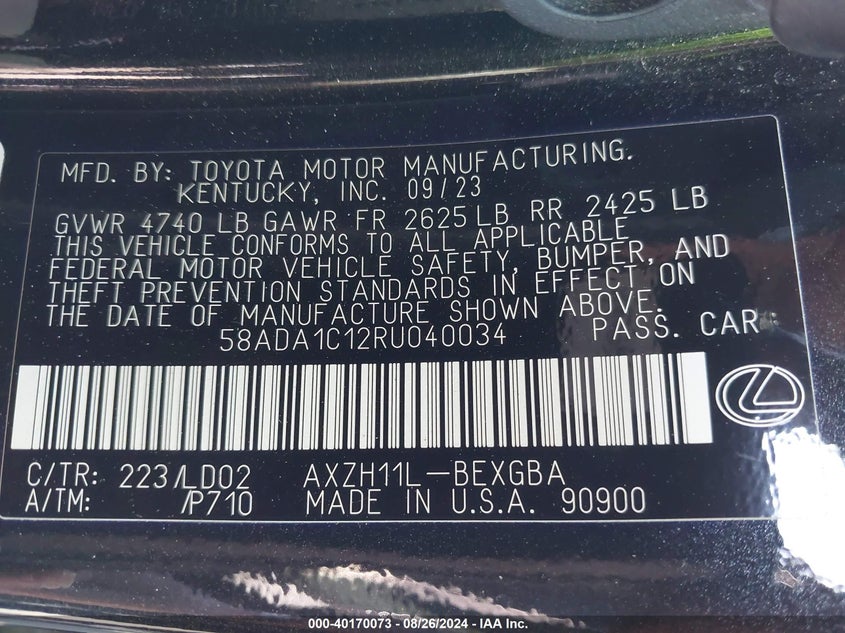 MFD. BY: TOYOTA MOTOR MANUFACTURING.
KENTUCKY, INC. 09/23
GVWR 4740 LB GAWR FR 2625 LB RR 2425 LB
THIS VEHICLE CONFORMS TO ALL APPLICABLE
FEDERAL MOTOR VEHICLE SAFETY, BUMPER, AND
THEFT PREVENTION STANDARDS IN EFFECT ON
THE DATE OF MANUFACTURE SHOWN ABOVE.
58ADA1C12RU040034 PASS. CAR
C/TR: 223/LD02 AXZH11L-BEXGBA
A/TM: /P710 MADE IN U.S.A. 90900
000-40170073 - 08/26/2024 - IAA Inc.